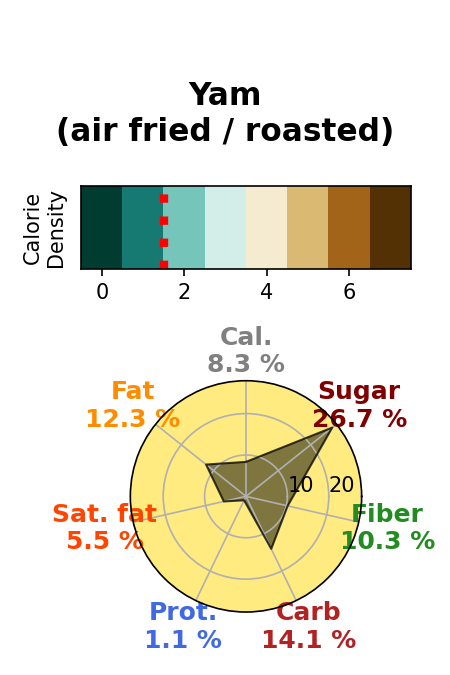 Yam
(air fried / roasted)
Calorie
Density
0 2 4 6
Cal.
8.3 %
Fat
12.3 %
Sugar
26.7 %
10 20
Sat. fat
5.5 %
Fiber
10.3 %
Prot.
1.1 %
Carb
14.1 %